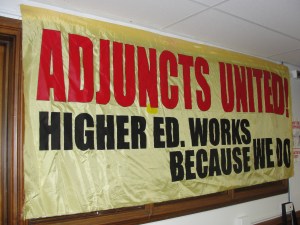 ADJUNCTS UNITED!
HIGHER ED. WORKS
BECAUSE WE DO